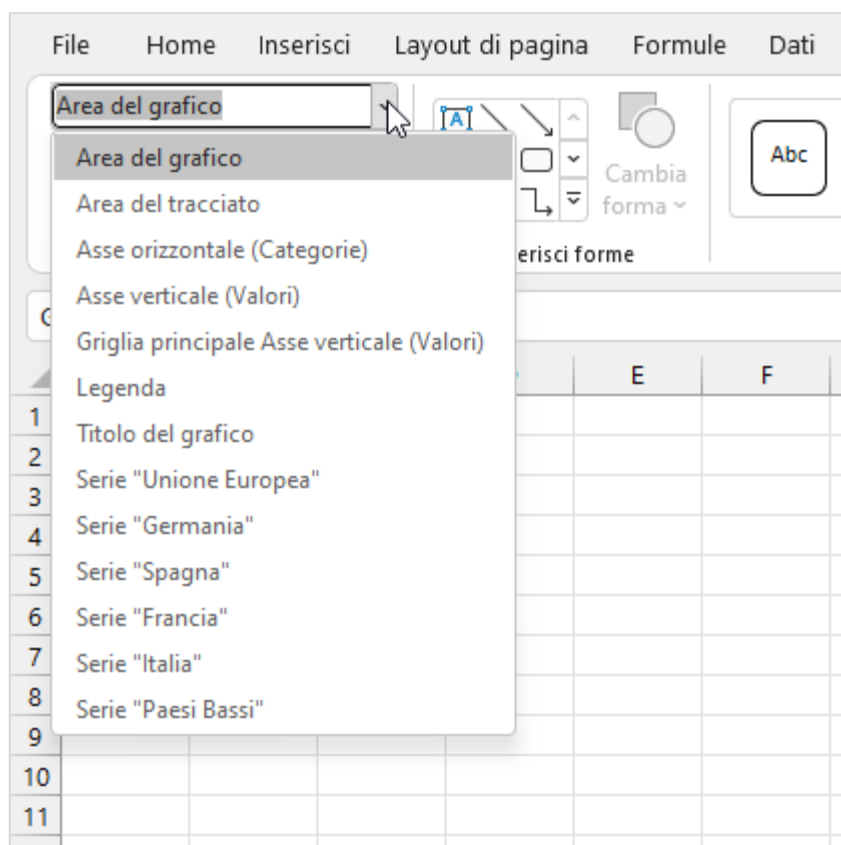 File Home Inserisci Layout di pagina Formule Dati
Area del grafico
A
Abc
Cambia
forma
erisci forme
Area del grafico
Area del tracciato
Asse orizzontale (Categorie)
Asse verticale (Valori)
Griglia principale Asse verticale (Valori)
Legenda
Titolo del grafico
Serie "Unione Europea"
Serie "Germania"
Serie "Spagna"
Serie "Francia"
Serie "Italia"
Serie "Paesi Bassi"
E F
1
2
3
4
5
6
7
8
9
10
11